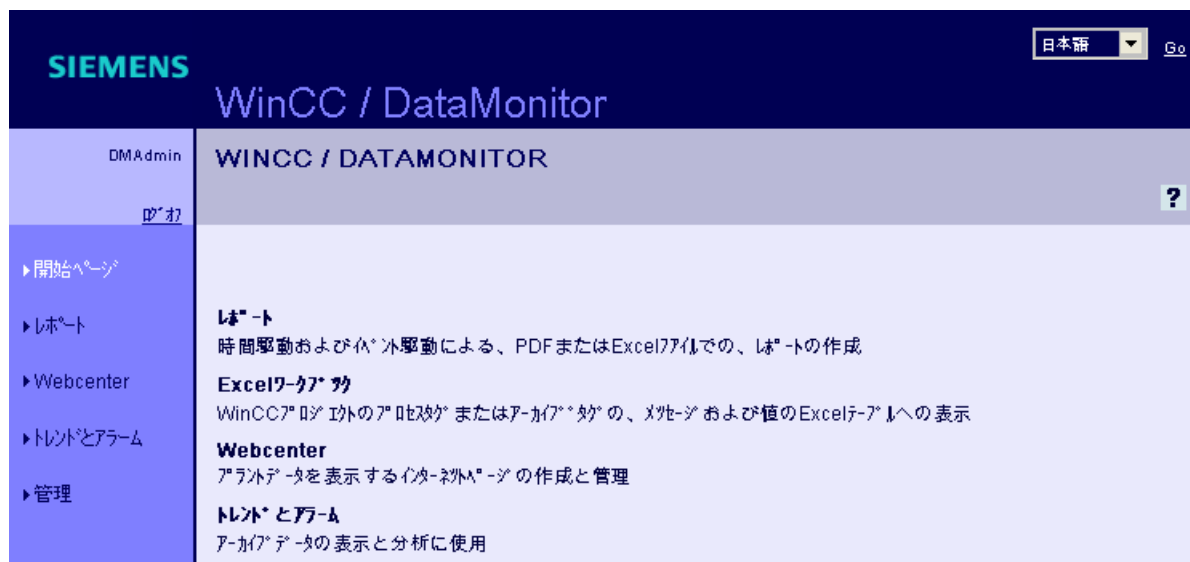 SIEMENS
日本語
Go
WinCC / DataMonitor
DMAdmin
ﾛｸﾞｵﾌ
WINCC / DATAMONITOR
?
開始ﾍﾟｰｼﾞ
ﾚﾎﾟｰﾄ
Webcenter
ﾄﾚﾝﾄﾞとｱﾗｰﾑ
管理
ﾚﾎﾟｰﾄ
時間駆動およびｲﾍﾞﾝﾄ駆動による、PDFまたはExcelﾌｱｲﾙでの、ﾚﾎﾟｰﾄの作成
Excelﾜｰｸﾌﾞｯｸ
WinCCﾌﾟﾛｼﾞｪｸﾄのﾌﾟﾛｾｽﾀｸﾞまたはｱｰｶｲﾌﾞﾀｸﾞの、ﾒｯｾｰｼﾞおよび値のExcelﾃｰﾌﾞﾙへの表示
Webcenter
ﾌﾟﾗﾝﾄﾃﾞｰﾀを表示するｲﾝﾀｰﾈｯﾄﾍﾟｰｼﾞの作成と管理
ﾄﾚﾝﾄﾞとｱﾗｰﾑ
ｱｰｶｲﾌﾞﾃﾞｰﾀの表示と分析に使用